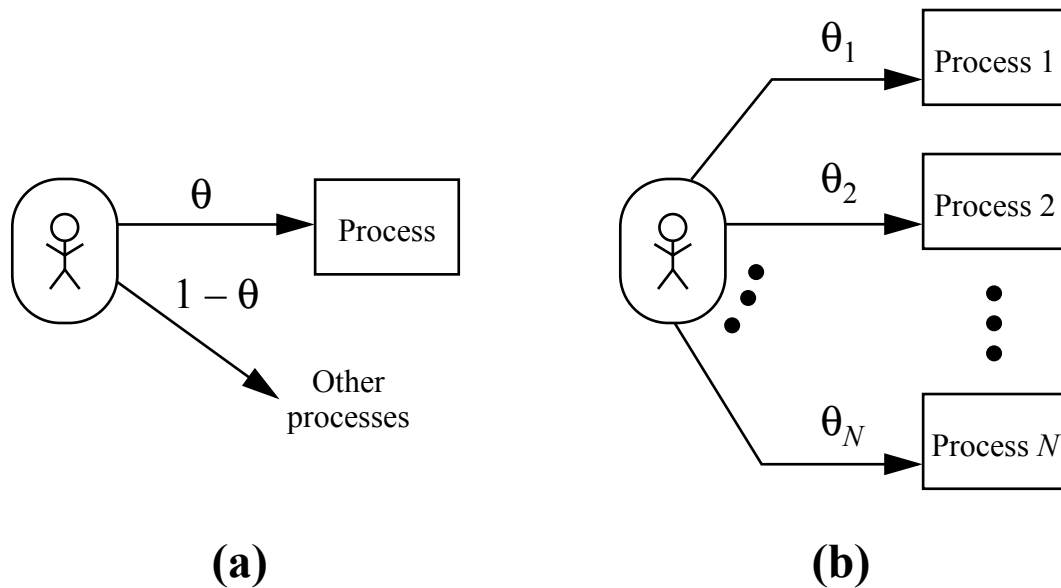 θ
Process
1 – θ
Other
processes
(a)
θ1
Process 1
θ2
Process 2
θN
Process N
(b)